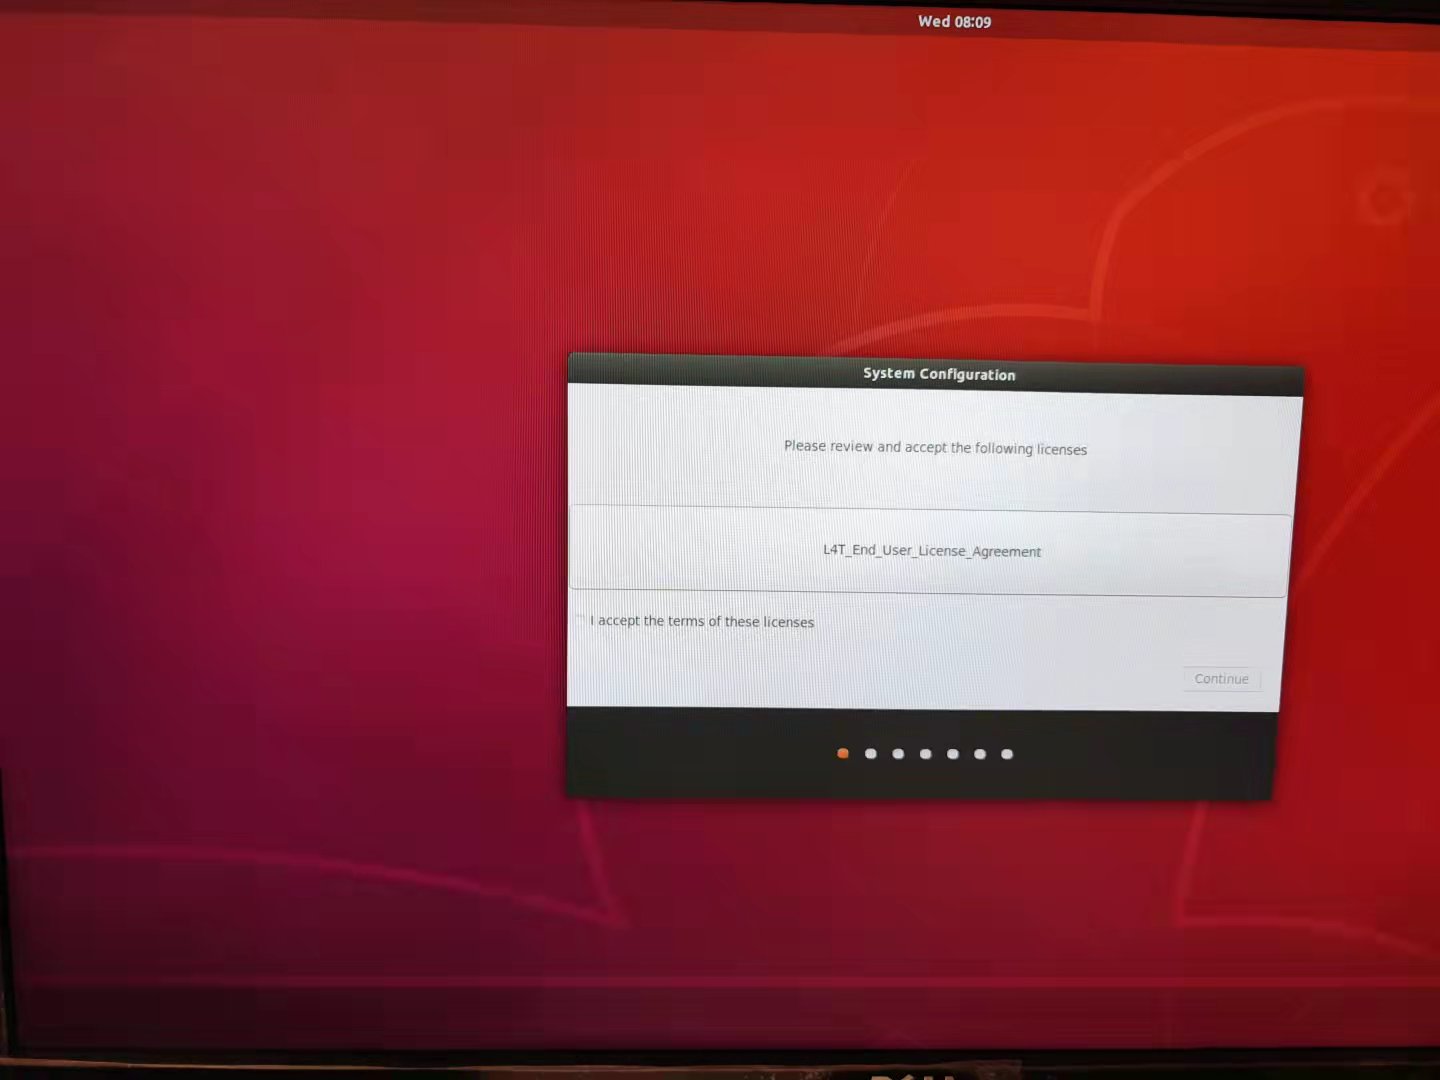 Wed 08:09
System Configuration
Please review and accept the following licenses
L4T_End_User_License_Agreement
I accept the terms of these licenses
Continue